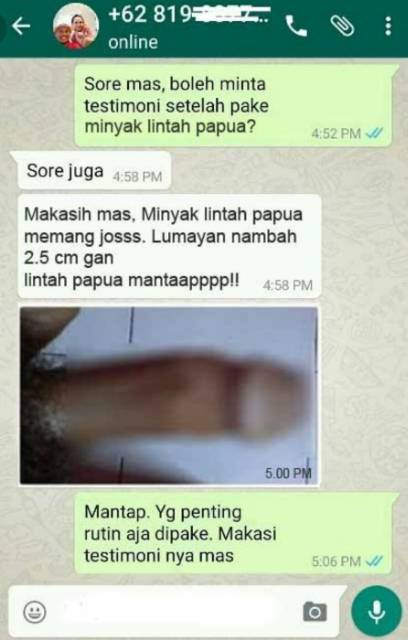 +62 819
online
Sore mas, boleh minta
testimoni setelah pake
minyak lintah papua?
4:52 PM
Sore juga
4:58 PM
Makasih mas, Minyak lintah papua
memang josss. Lumayan nambah
2.5 cm gan
lintah papua mantaapppp!!
4:58 PM
5.00 PM
Mantap. Yg penting
rutin aja dipake. Makasi
testimoni nya mas
5:06 PM